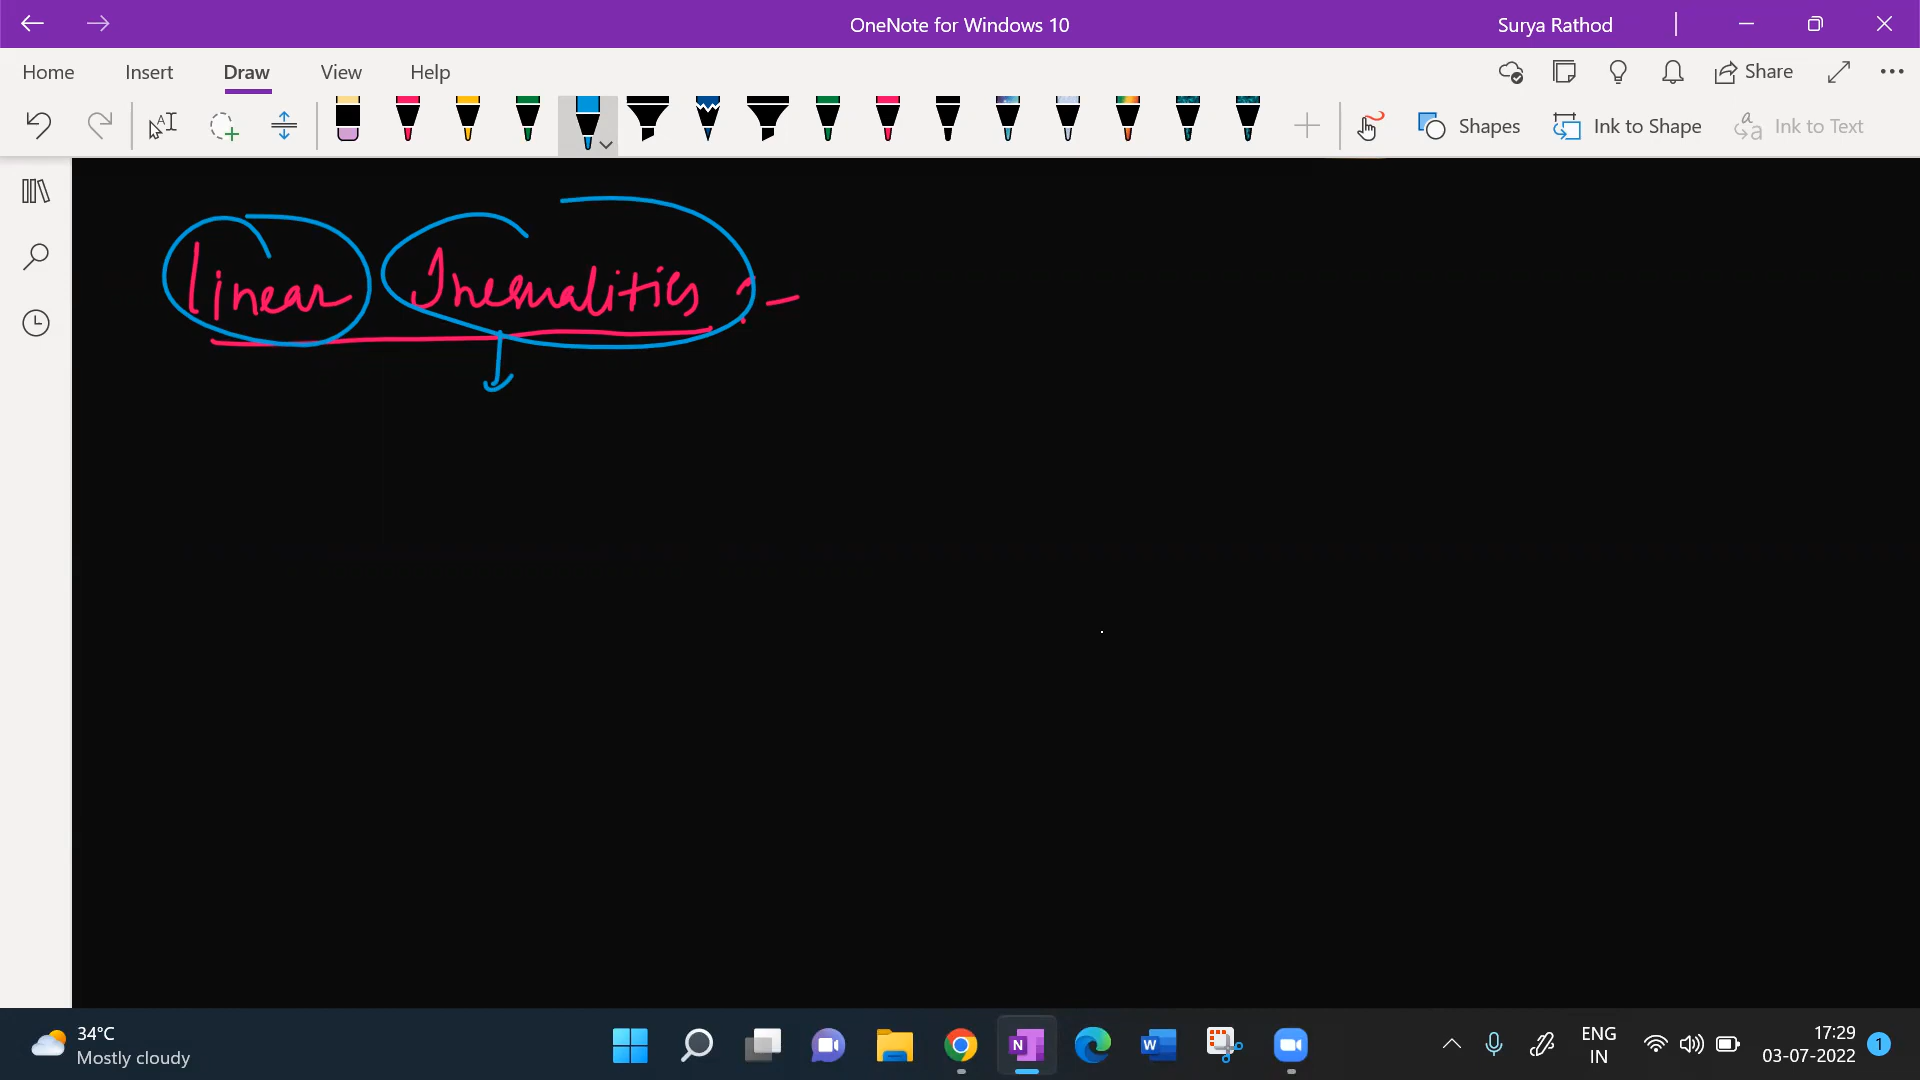 OneNote for Windows 10 Surya Rathod
Home Insert Draw View Help Share
Shapes Ink to Shape Ink to Text
Linear Inequalities :-
34°C
Mostly cloudy
ENG
IN
17:29
03-07-2022 1